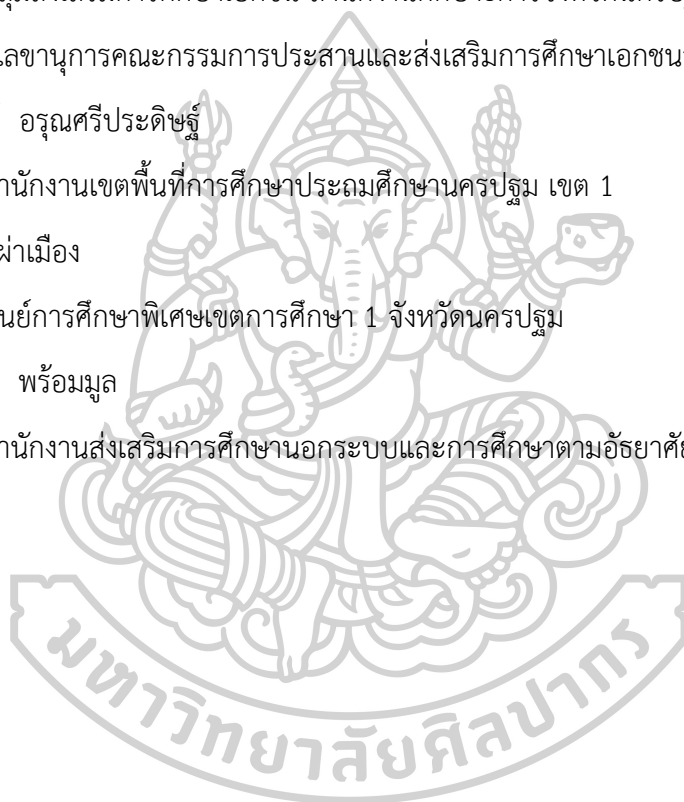 เลขานุการคณะกรรมการประสานและส่งเสริมการศึกษาเอกชน
อรุณศรีประดิษฐ์
สำนักงานเขตพื้นที่การศึกษาประถมศึกษานครปฐม เขต 1
ผ่าเมือง
ศูนย์การศึกษาพิเศษเขตการศึกษา 1 จังหวัดนครปฐม
พร้อมมูล
สำนักงานส่งเสริมการศึกษานอกระบบและการศึกษาตามอัธยาศัย
มหาวิทยาลัยศิลปากร